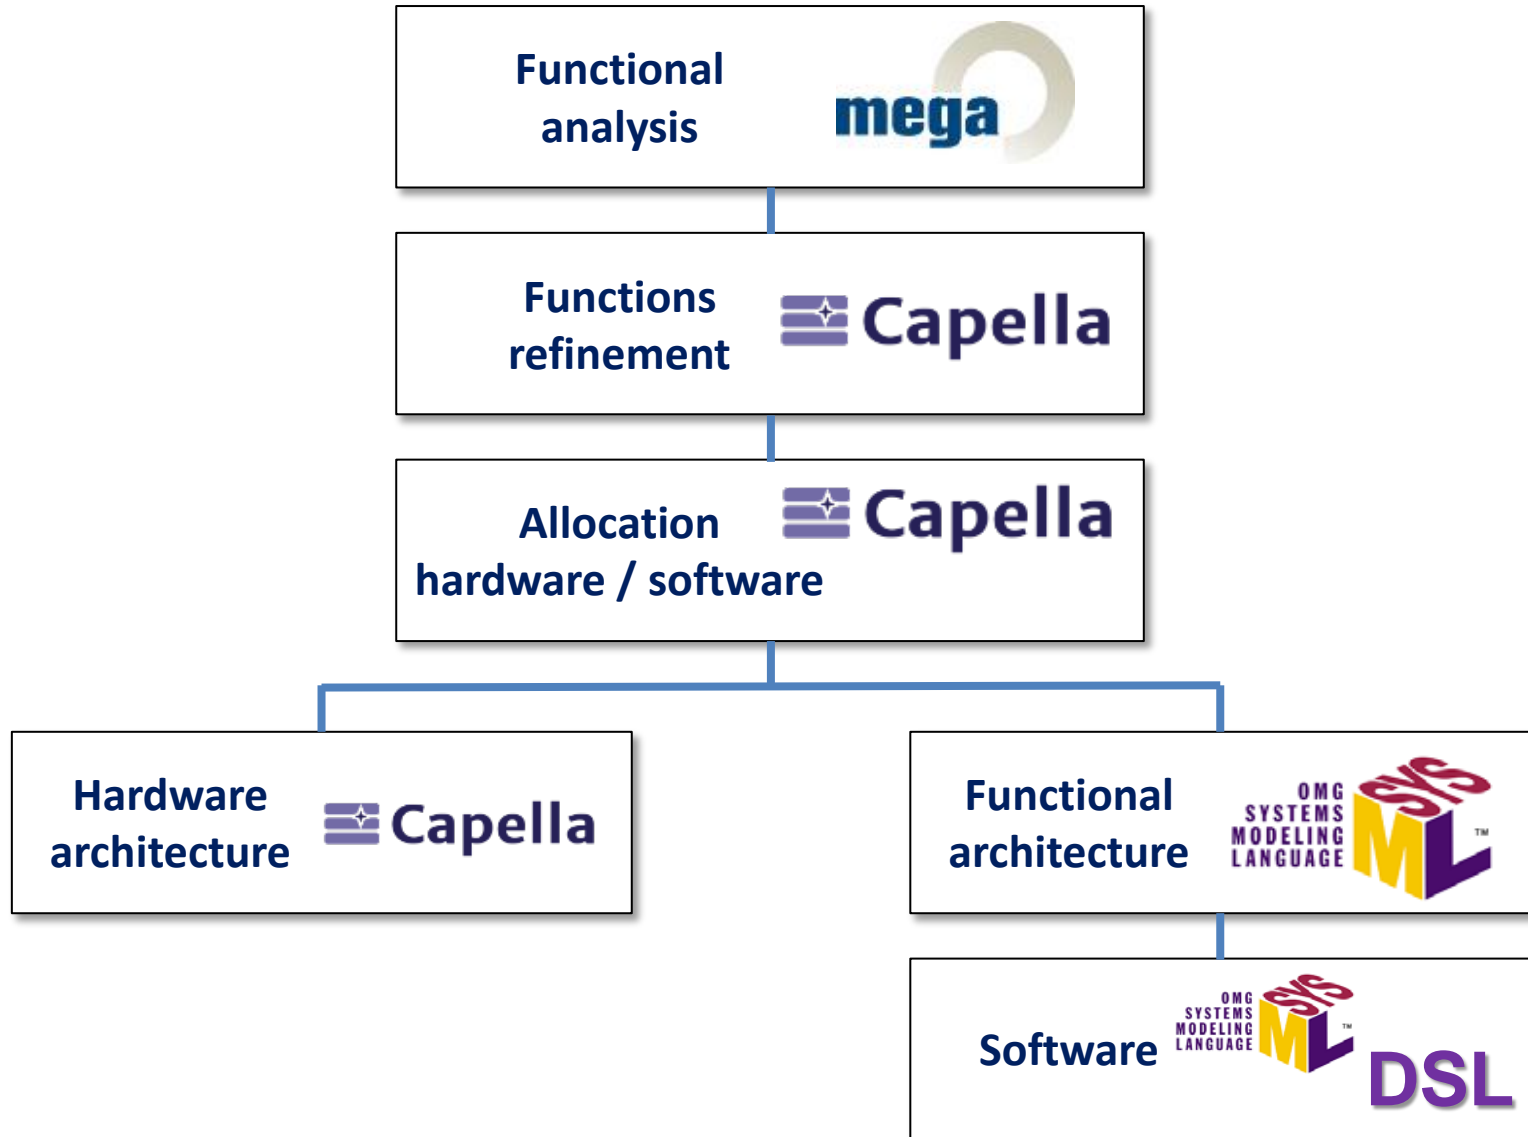 Functional
analysis
mega
Functions
refinement
Capella
Allocation
hardware / software
Capella
Hardware
architecture
Capella
Functional
architecture
OMG
SYSTEMS
MODELING
LANGUAGE
SYS
ML
TM
Software
OMG
SYSTEMS
MODELING
LANGUAGE
SYS
ML
TM
DSL